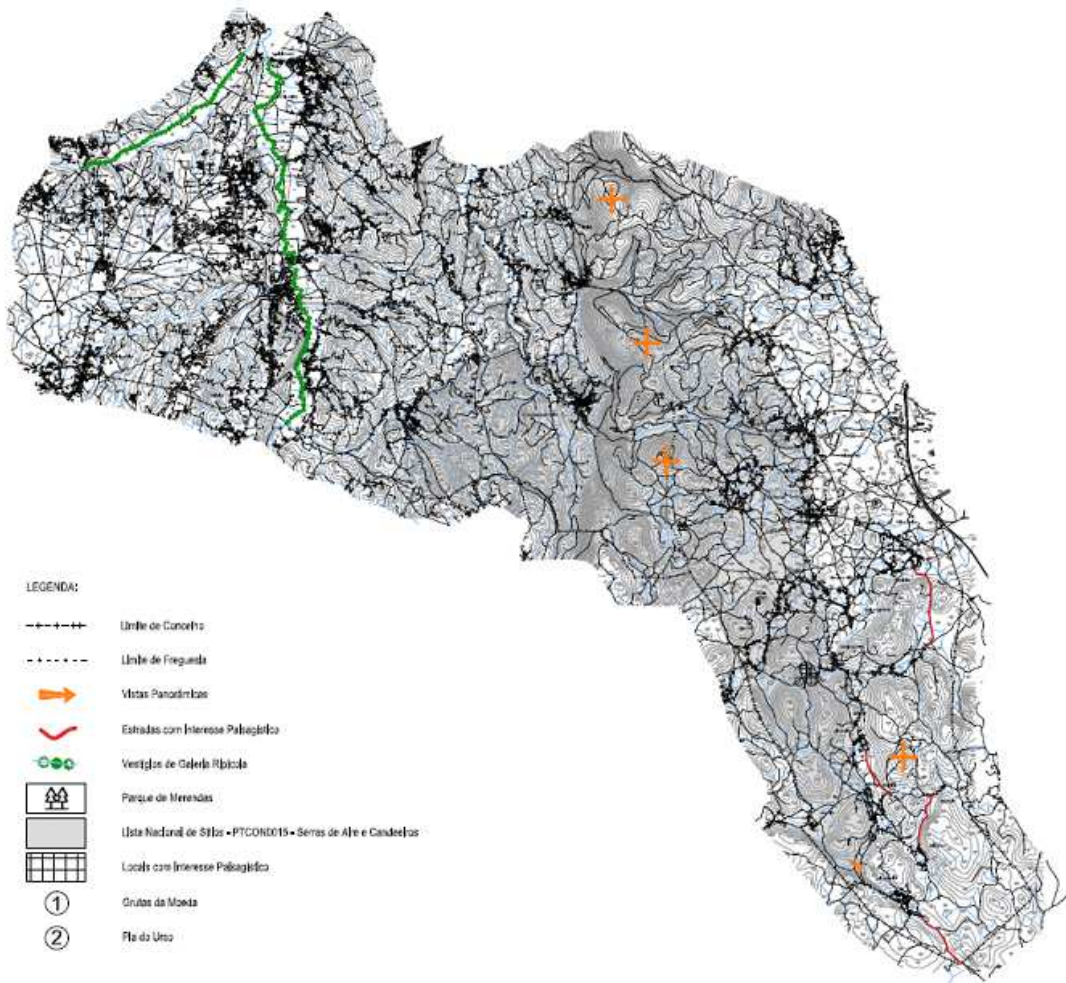 LEGENDA:
Limite de Concelho
Limite de Freguesia
Vistas Panorâmicas
Estradas com Interesse Paisagístico
Vestígios de Galeria Ripícola
Parque de Merendas
Lista Nacional de Sítios - PTCON0015 - Serras de Aire e Candeeiros
Locais com Interesse Paisagístico
1 Grutas da Moeda
2 Pia do Urso